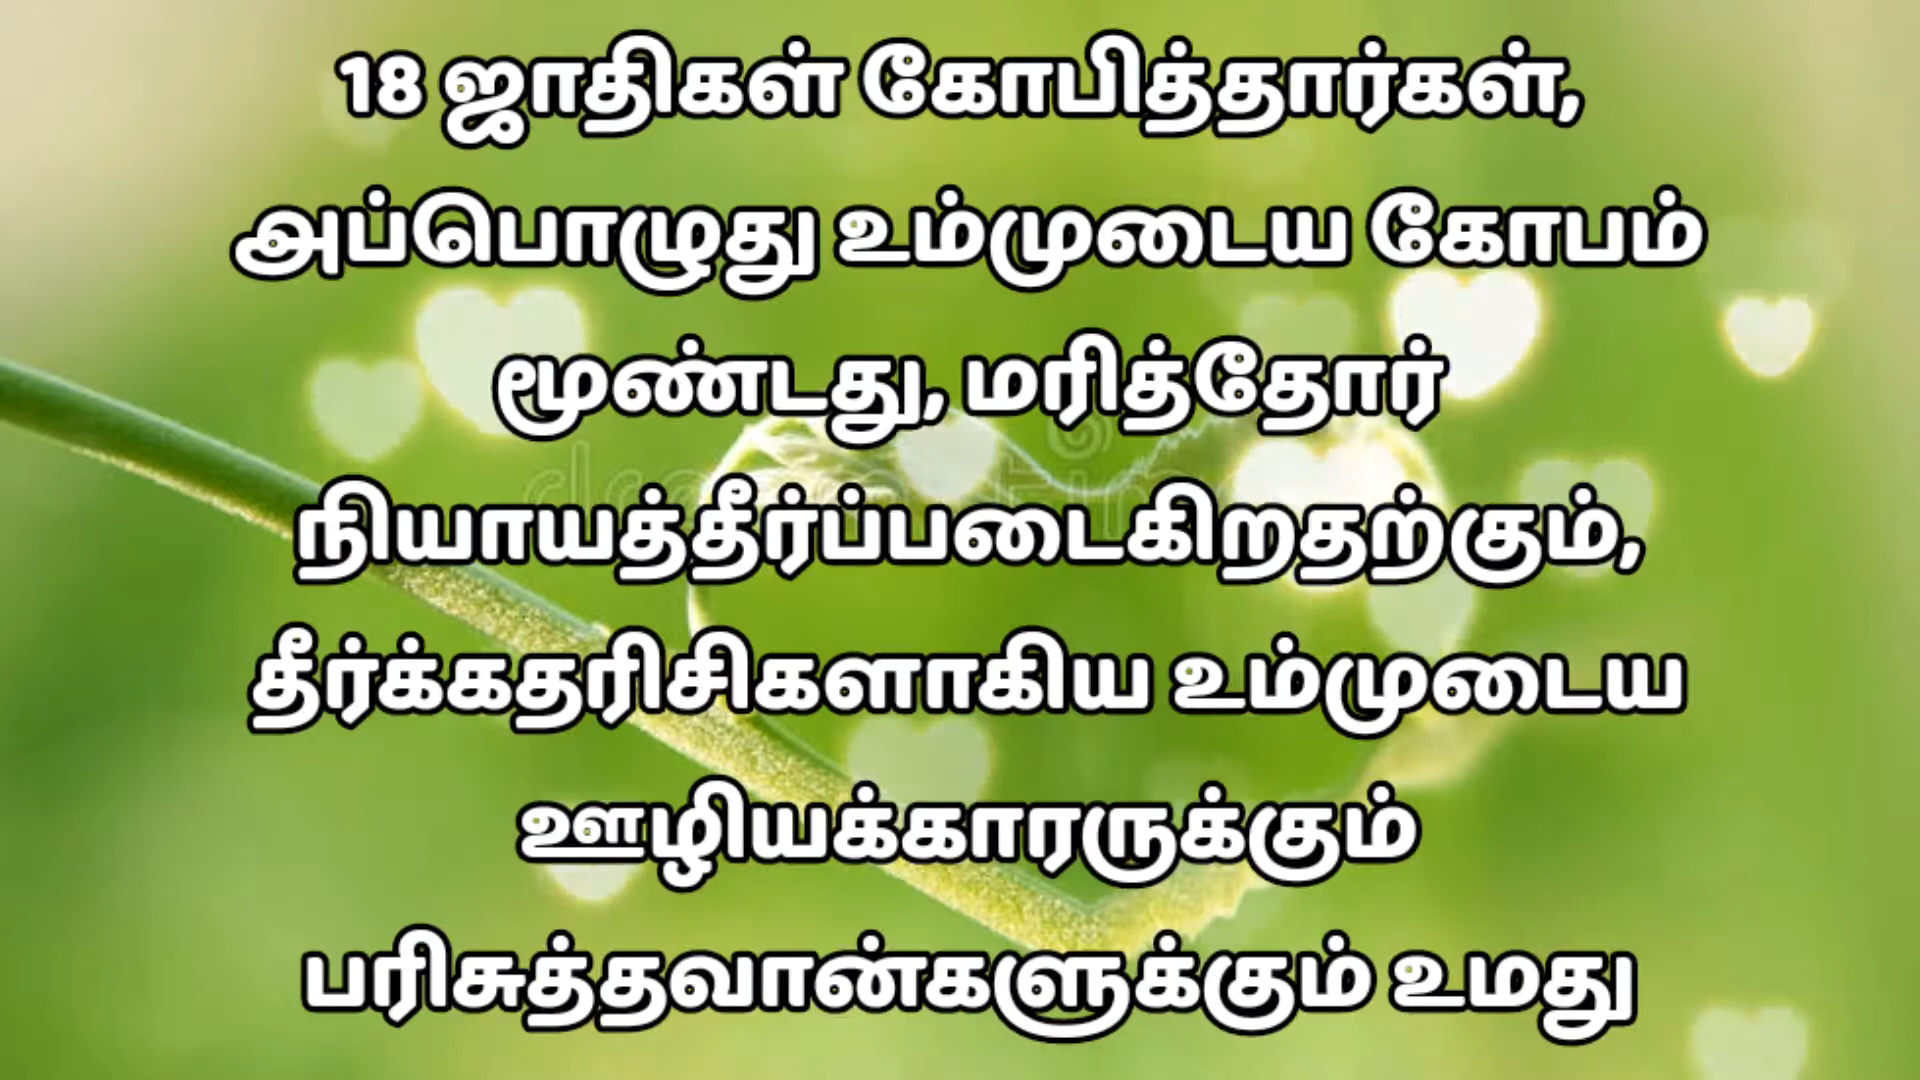 18 ஜாதிகள் கோபித்தார்கள்,
அப்பொழுது உம்முடைய கோபம்
மூண்டது, மரித்தோர்
நியாயத்தீர்ப்படைகிறதற்கும்,
தீர்க்கதரிசிகளாகிய உம்முடைய
ஊழியக்காரருக்கும்
பரிசுத்தவான்களுக்கும் உமது